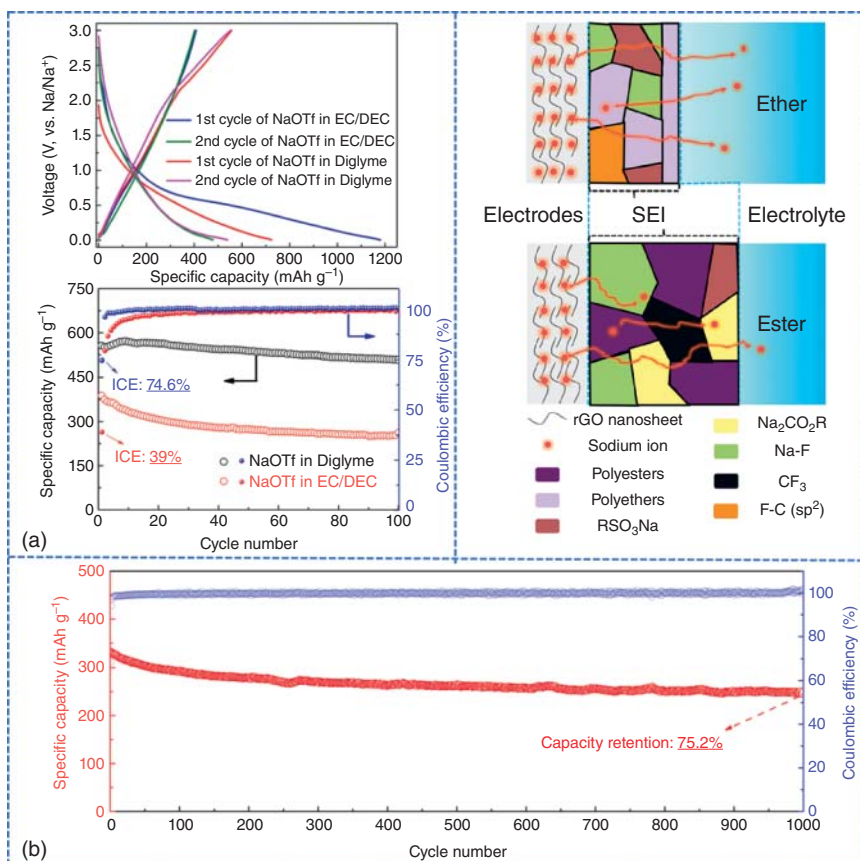 3.0
2.5
2.0
1.5
1.0
0.5
0.0
Voltage (V, vs. Na/Na⁺)
1st cycle of NaOTf in EC/DEC
2nd cycle of NaOTf in EC/DEC
1st cycle of NaOTf in Diglyme
2nd cycle of NaOTf in Diglyme
0 200 400 600 800 1000 1200
Specific capacity (mAh g⁻¹)
750
600
450
300
150
0
Specific capacity (mAh g⁻¹)
100
75
50
25
0
Coulombic efficiency (%)
ICE: 74.6%
ICE: 39%
NaOTf in Diglyme
NaOTf in EC/DEC
0 20 40 60 80 100
Cycle number
(a)
Ether
Electrodes SEI Electrolyte
Ester
rGO nanosheet
Sodium ion
Polyesters
Polyethers
RSO₃Na
Na₂CO₂R
Na-F
CF₃
F-C (sp²)
500
400
300
200
100
0
Specific capacity (mAh g⁻¹)
100
80
60
40
20
0
Coulombic efficiency (%)
Capacity retention: 75.2%
0 100 200 300 400 500 600 700 800 900 1000
Cycle number
(b)